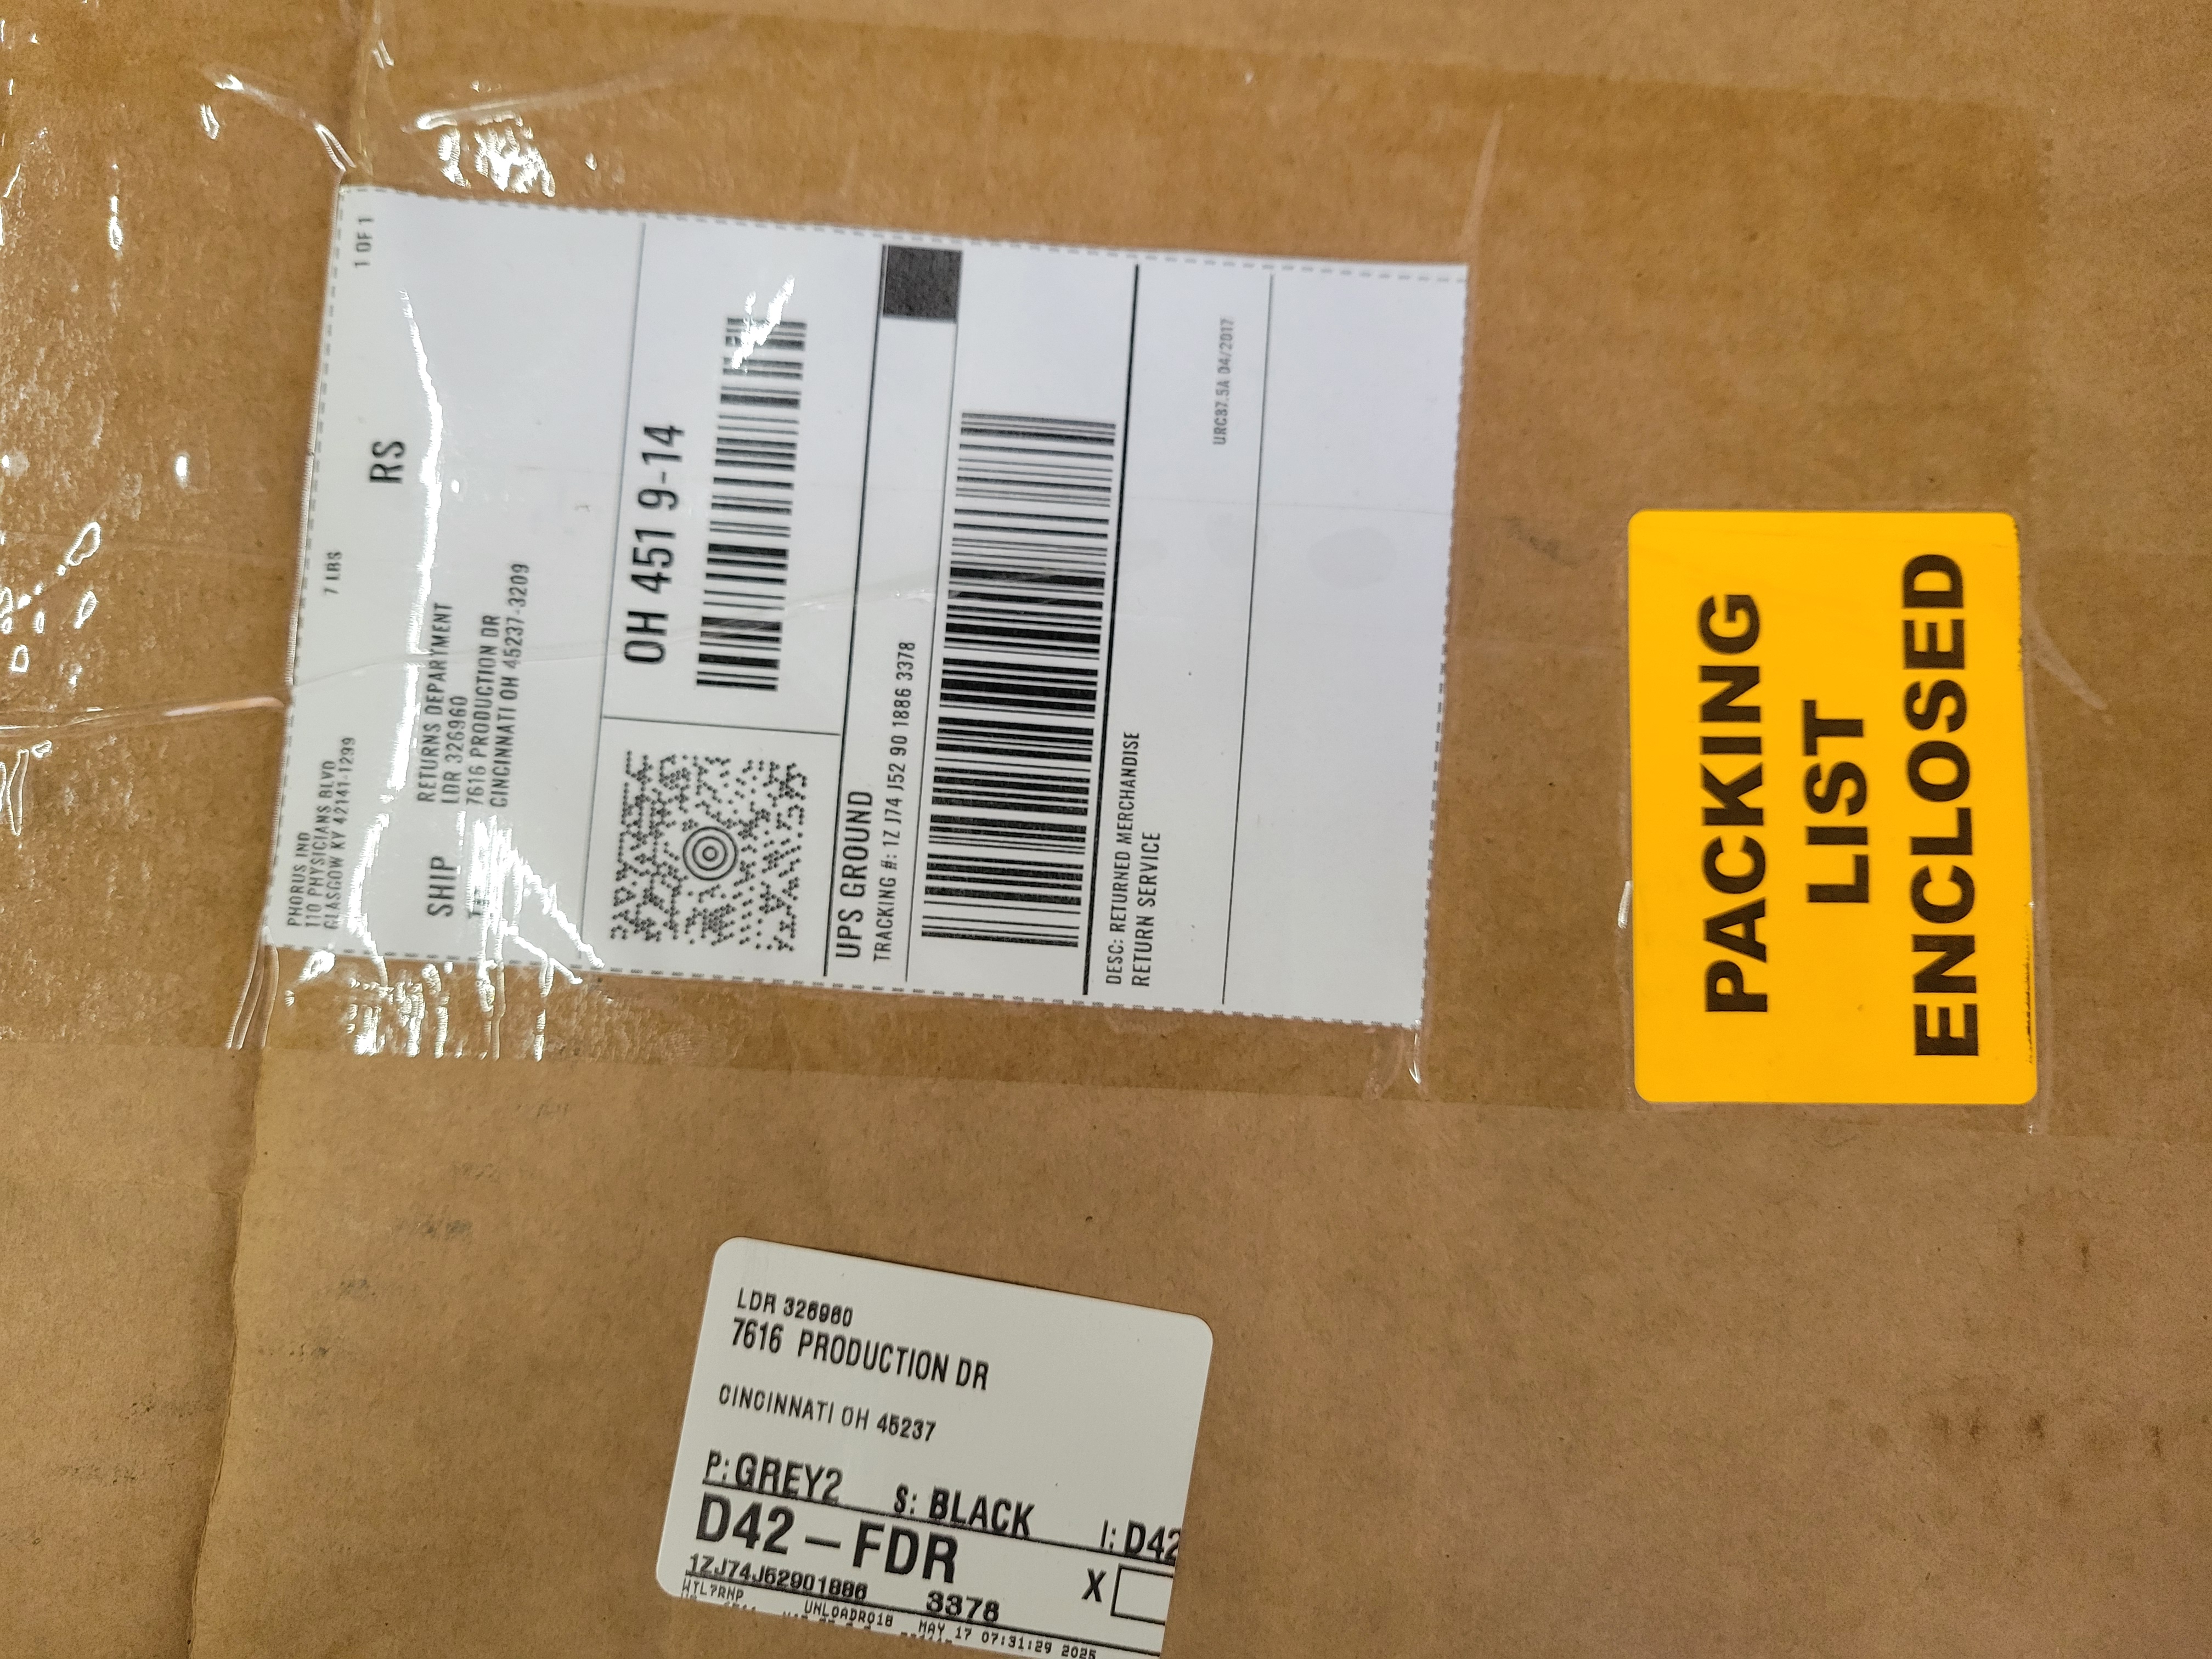 PHORUS IND
110 PHYSICIANS BLVD
GLASGOW KY 42141-1299
7 LBS
1 OF 1
RS
SHIP
RETURNS DEPARTMENT
LDR 326960
7616 PRODUCTION DR
CINCINNATI OH 45237-3209
OH 451 9-14
UPS GROUND
TRACKING #: 1Z J74 J52 90 1886 3378
DESC: RETURNED MERCHANDISE
RETURN SERVICE
URC87.5A 04/2017
PACKING
LIST
ENCLOSED
LDR 326960
7616 PRODUCTION DR
CINCINNATI OH 45237
P: GREY2 S: BLACK I: D42
D42 – FDR
X
1ZJ74J52901886 3378
UNLOADR018 MAY 17 07:31:29 2025